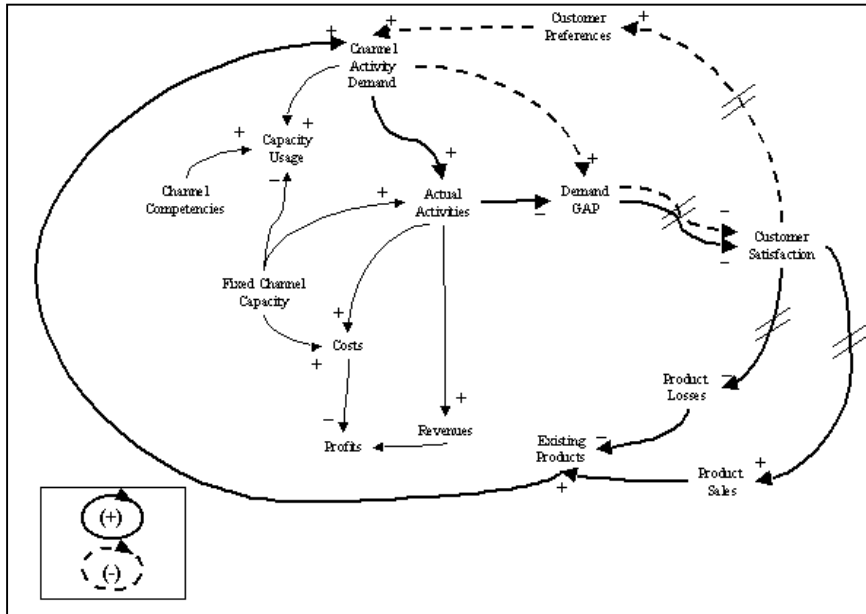 Customer
Preferences
Channel
Activity
Demand
Capacity
Usage
Channel
Competencies
Actual
Activities
Demand
GAP
Customer
Satisfaction
Fixed Channel
Capacity
Costs
Product
Losses
Profits
Revenues
Existing
Products
Product
Sales
(+)
(-)